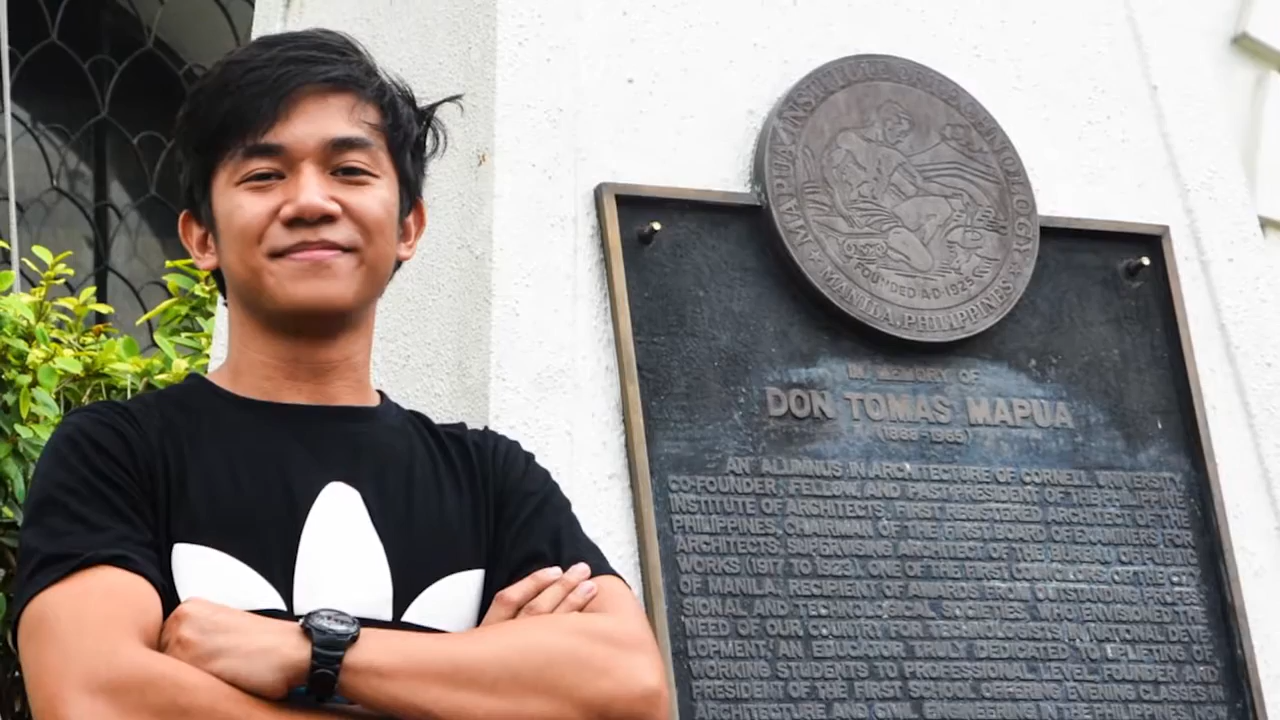 MAPUA INSTITUTE OF TECHNOLOGY
FOUNDED A.D. 1925
★ MANILA, PHILIPPINES ★
IN MEMORY OF
DON TOMAS MAPUA
(1888-1965)
AN ALUMNUS IN ARCHITECTURE OF CORNELL UNIVERSITY,
CO-FOUNDER, FELLOW, AND PAST PRESIDENT OF THE PHILIPPINE
INSTITUTE OF ARCHITECTS, FIRST REGISTERED ARCHITECT OF THE
PHILIPPINES, CHAIRMAN OF THE FIRST BOARD OF EXAMINERS FOR
ARCHITECTS, SUPERVISING ARCHITECT OF THE BUREAU OF PUBLIC
WORKS (1917 TO 1923), ONE OF THE FIRST COUNCILORS OF THE CITY
OF MANILA, RECIPIENT OF AWARDS FROM OUTSTANDING PROFES-
SIONAL AND TECHNOLOGICAL SOCIETIES, WHO ENVISIONED THE
NEED OF OUR COUNTRY FOR TECHNOLOGISTS IN NATIONAL DEVE-
LOPMENT, AN EDUCATOR TRULY DEDICATED TO UPLIFTING OF
WORKING STUDENTS TO PROFESSIONAL LEVEL, FOUNDER AND
PRESIDENT OF THE FIRST SCHOOL OFFERING EVENING CLASSES IN
ARCHITECTURE AND CIVIL ENGINEERING IN THE PHILIPPINES, NOW